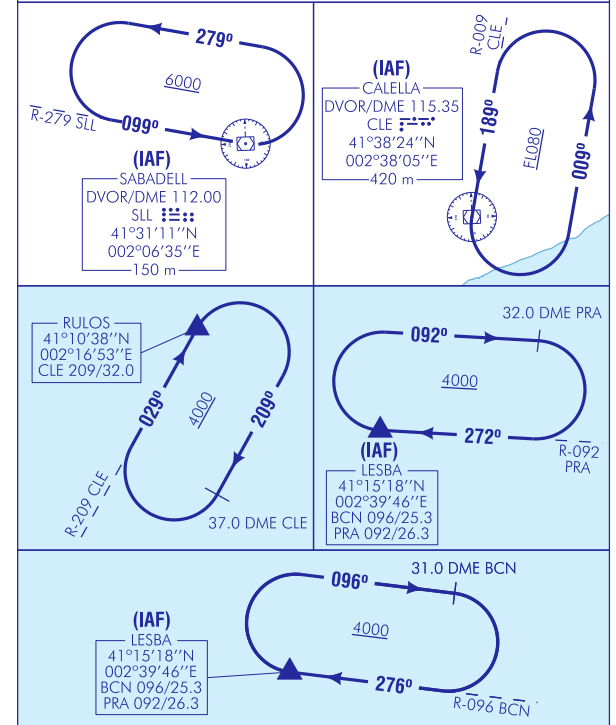 279º
6000
R-279 SLL
099º
(IAF)
SABADELL
DVOR/DME 112.00
SLL
41°31'11''N
002°06'35''E
150 m
R-009
CLE
(IAF)
CALELLA
DVOR/DME 115.35
CLE
41°38'24''N
002°38'05''E
420 m
189º
FL080
009º
RULOS
41°10'38''N
002°16'53''E
CLE 209/32.0
029º
4000
209º
R-209 CLE
37.0 DME CLE
32.0 DME PRA
092º
4000
272º
R-092
PRA
(IAF)
LESBA
41°15'18''N
002°39'46''E
BCN 096/25.3
PRA 092/26.3
31.0 DME BCN
096º
4000
276º
R-096 BCN
(IAF)
LESBA
41°15'18''N
002°39'46''E
BCN 096/25.3
PRA 092/26.3